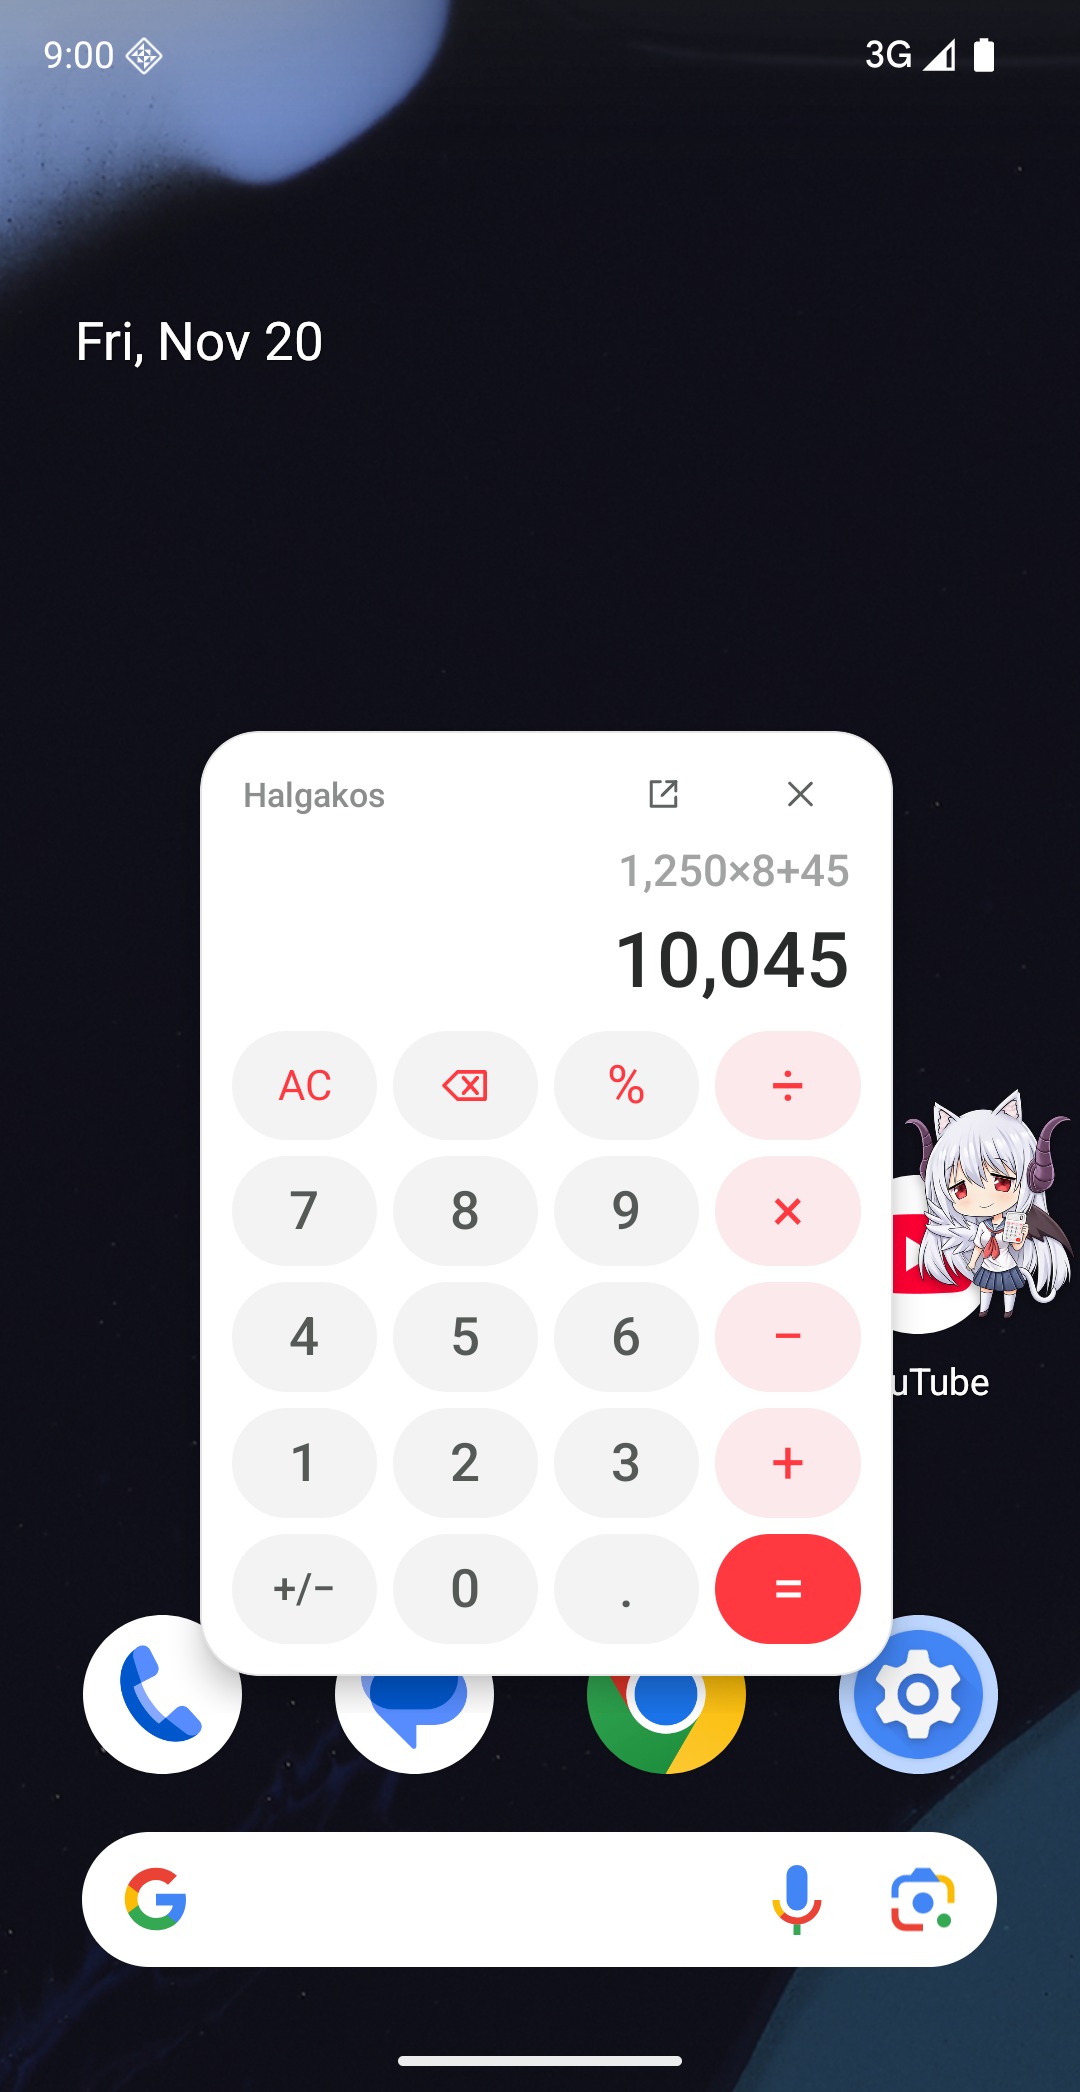 9:00
3G
Fri, Nov 20
Halgakos
1,250×8+45
10,045
AC % ÷
7 8 9 ×
4 5 6 −
1 2 3 +
+/− 0 . =
uTube